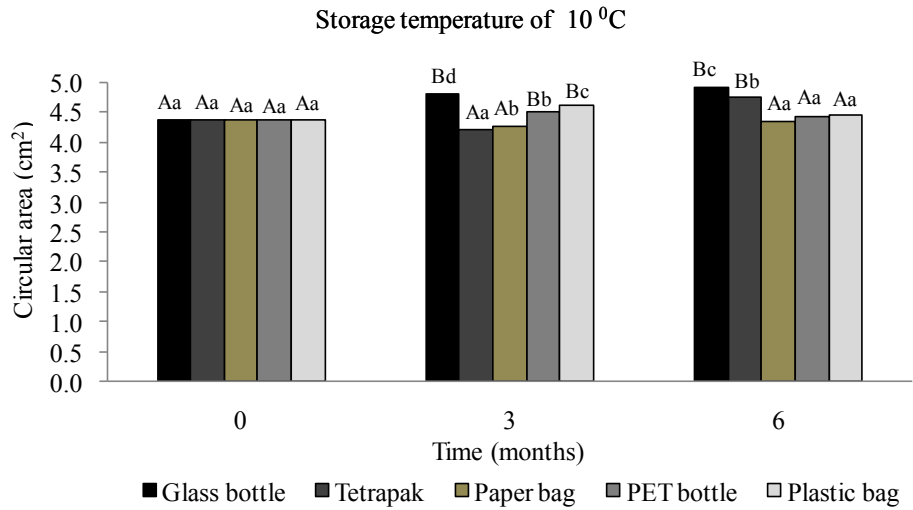 Storage temperature of 10 ⁰C
Circular area (cm²)
5.0
4.5
4.0
3.5
3.0
2.5
2.0
1.5
1.0
0.5
0.0
Aa Aa Aa Aa Aa
Bd Aa Ab Bb Bc
Bc Bb Aa Aa Aa
0 3 6
Time (months)
Glass bottle Tetrapak Paper bag PET bottle Plastic bag